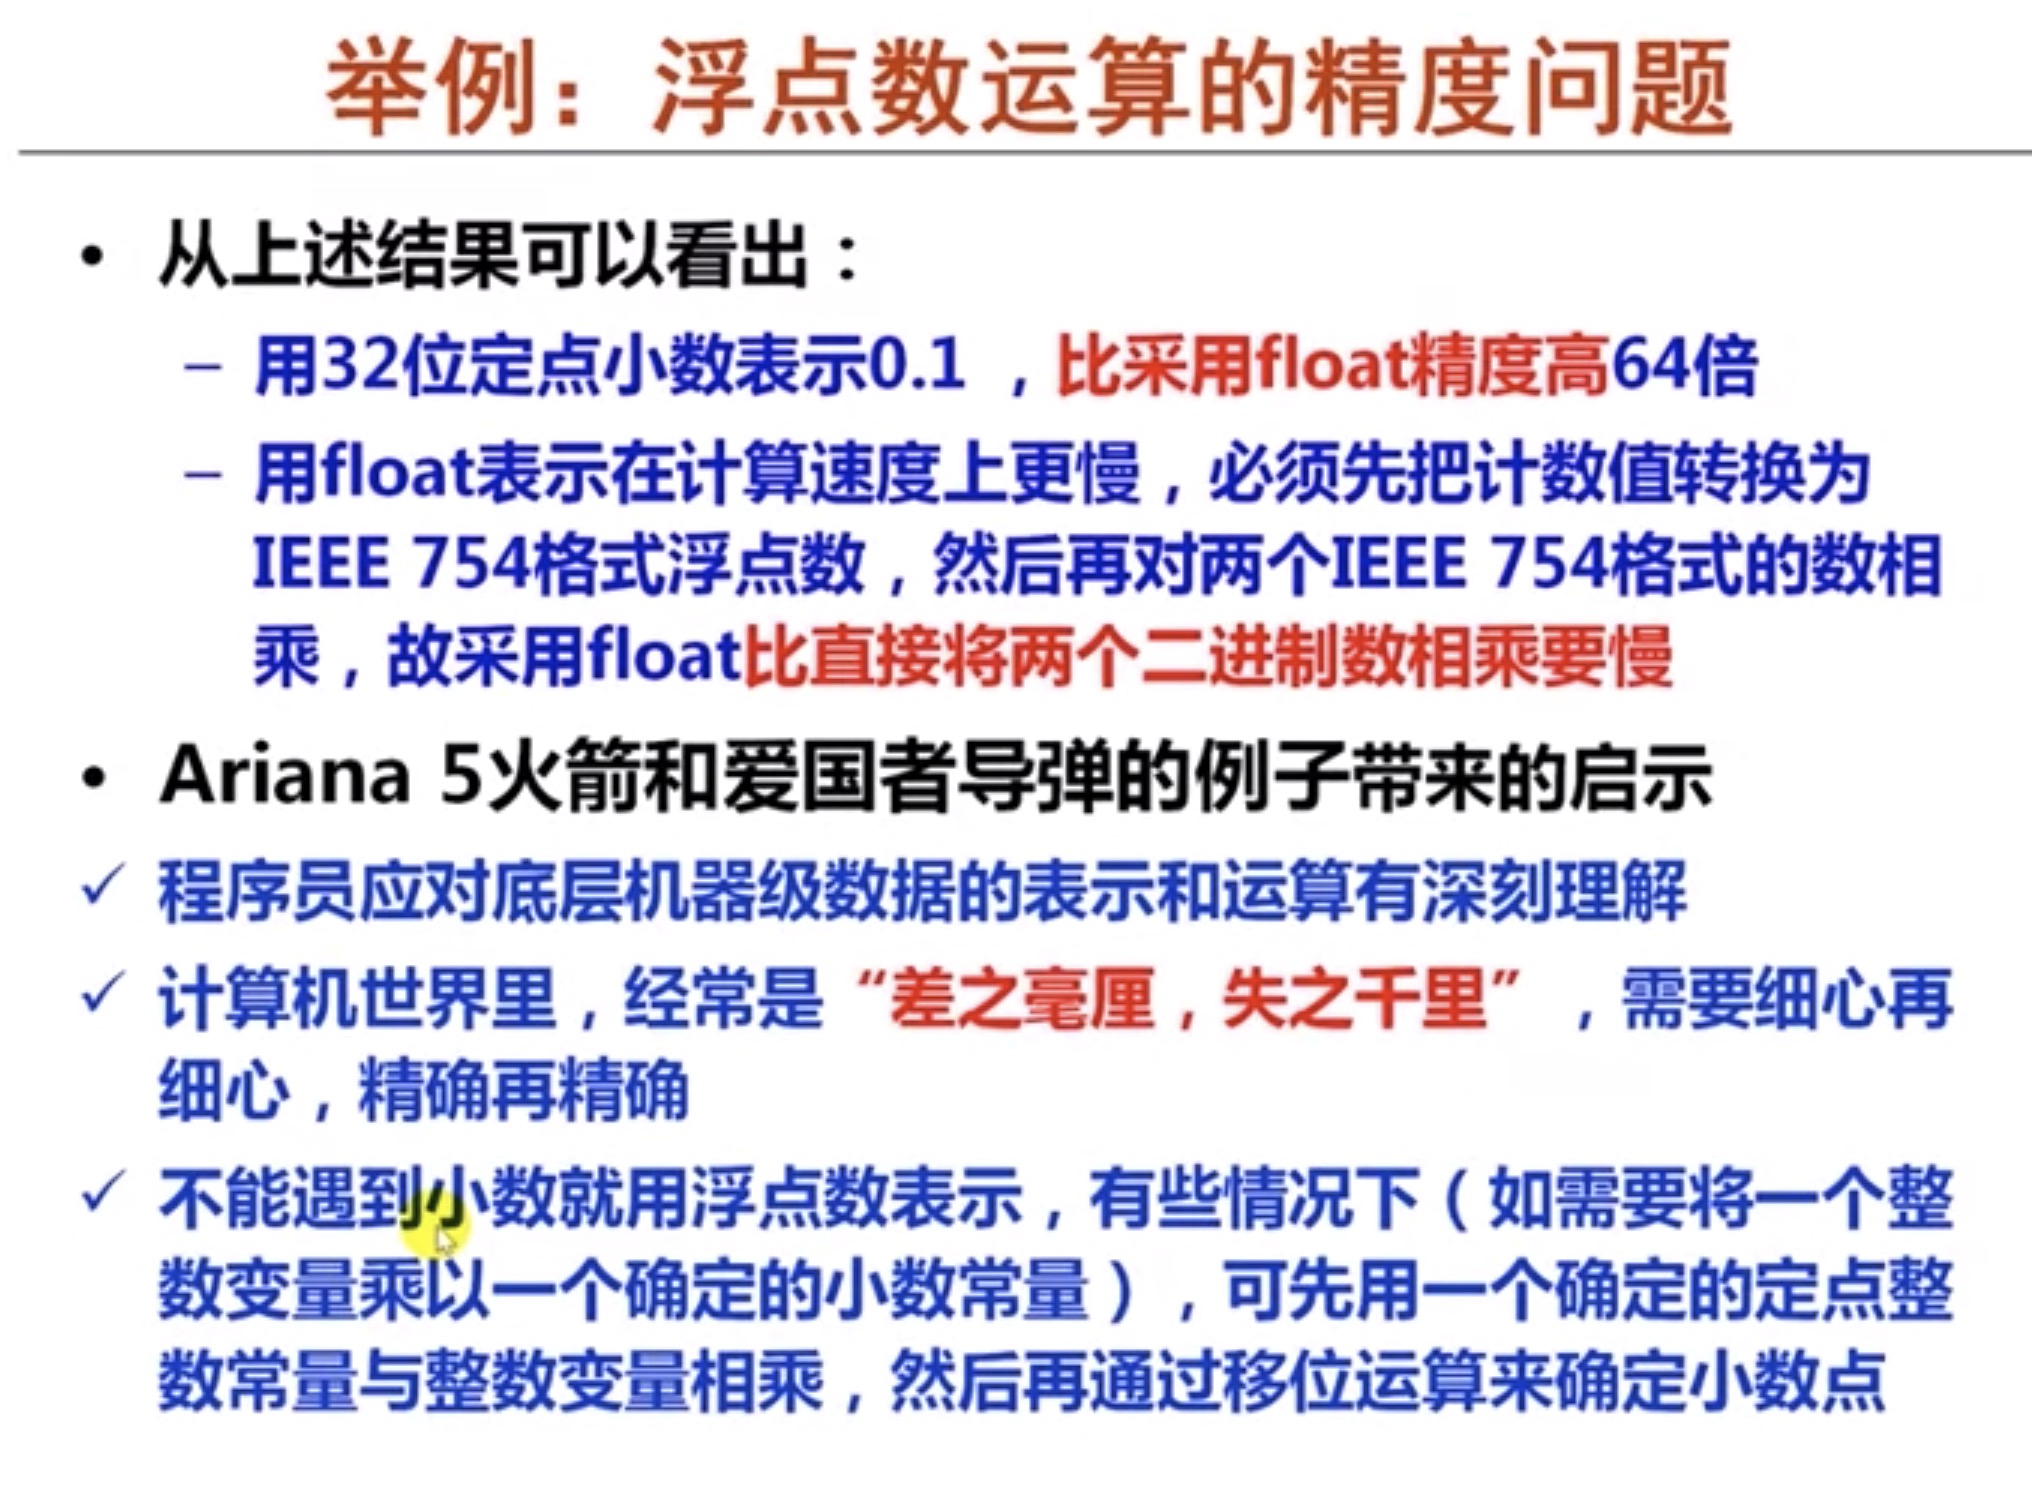 举例：浮点数运算的精度问题
• 从上述结果可以看出：
– 用32位定点小数表示0.1 ，比采用float精度高64倍
– 用float表示在计算速度上更慢，必须先把计数值转换为
IEEE 754格式浮点数，然后再对两个IEEE 754格式的数相
乘，故采用float比直接将两个二进制数相乘要慢
• Ariana 5火箭和爱国者导弹的例子带来的启示
✓ 程序员应对底层机器级数据的表示和运算有深刻理解
✓ 计算机世界里，经常是“差之毫厘，失之千里”，需要细心再
细心，精确再精确
✓ 不能遇到小数就用浮点数表示，有些情况下（如需要将一个整
数变量乘以一个确定的小数常量），可先用一个确定的定点整
数常量与整数变量相乘，然后再通过移位运算来确定小数点